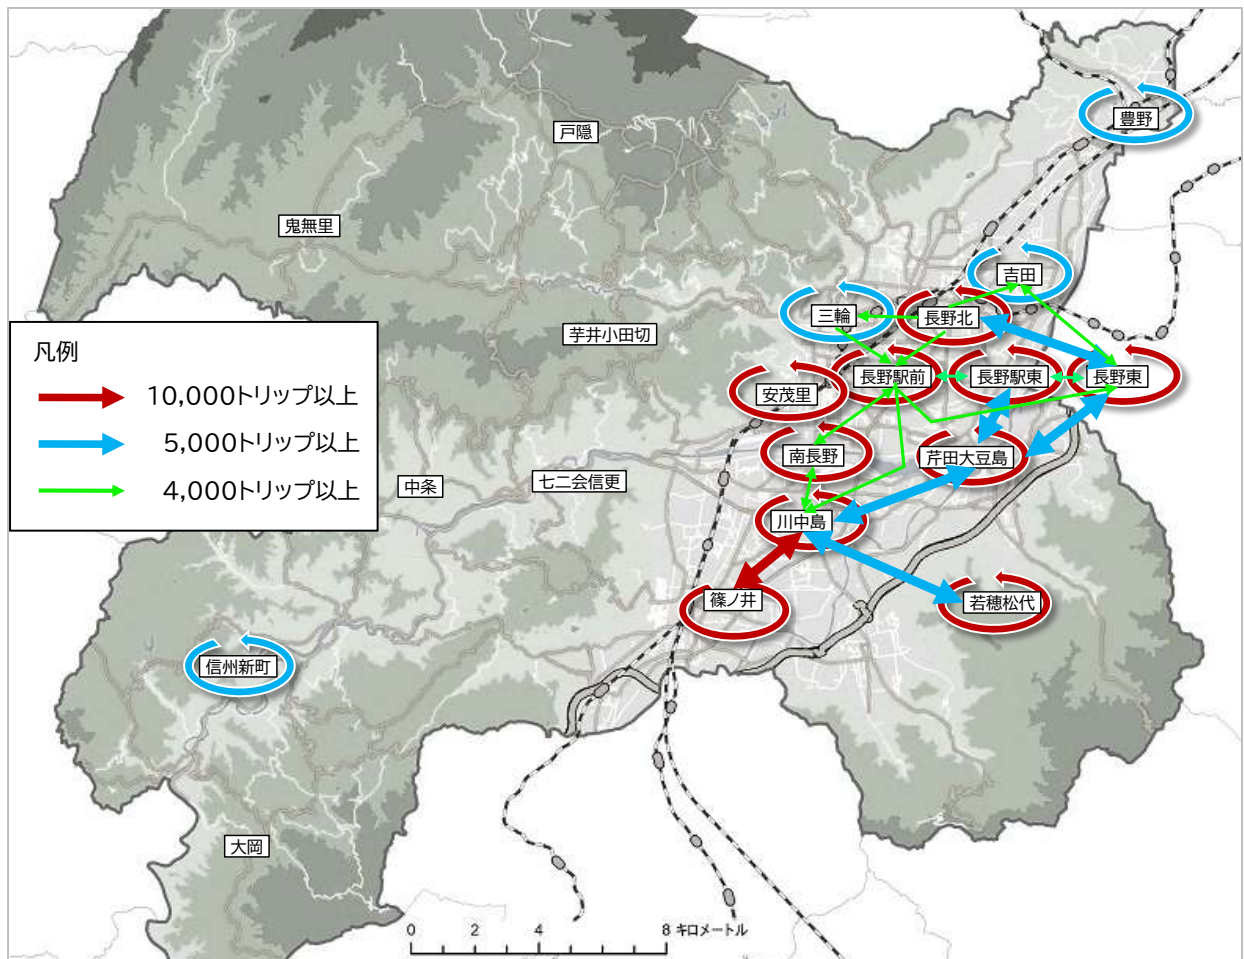 豊野
戸隠
鬼無里
吉田
三輪
長野北
芋井小田切
凡例
10,000トリップ以上
5,000トリップ以上
4,000トリップ以上
長野駅前
長野駅東
長野東
安茂里
南長野
芹田大豆島
中条
七二会信更
川中島
篠ノ井
若穂松代
信州新町
大岡
0 2 4 8 キロメートル